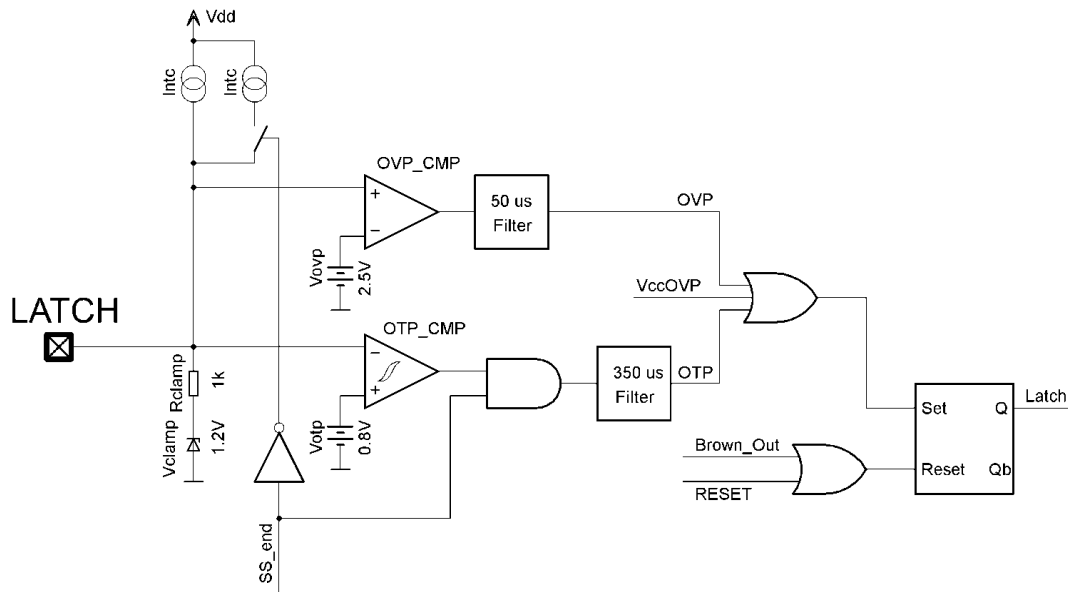 Vdd
Intc
Intc
OVP_CMP
+
−
50 us
Filter
OVP
Vovp
2.5V
VccOVP
LATCH
OTP_CMP
−
+
350 us
Filter
OTP
Rclamp
1k
Vclamp
1.2V
Votp
0.8V
Set
Q
Latch
Brown_Out
Reset
Qb
RESET
SS_end